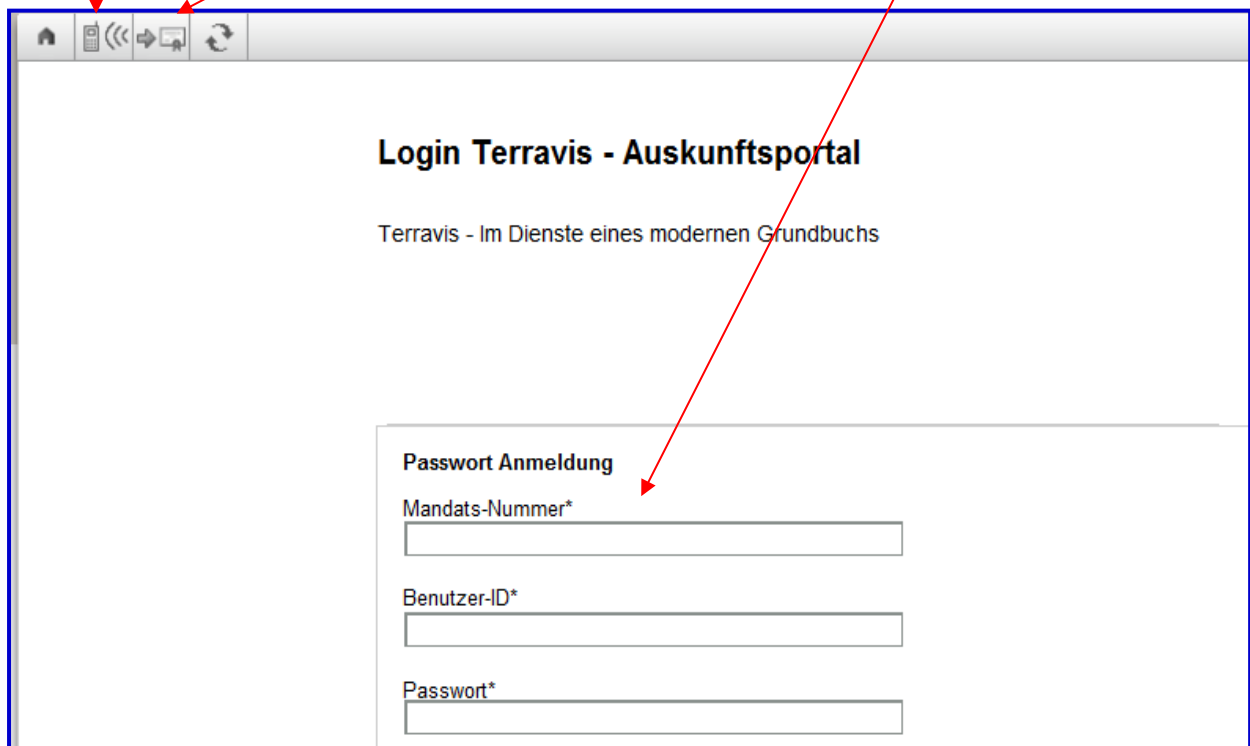 Login Terravis - Auskunftsportal
Terravis - Im Dienste eines modernen Grundbuchs
Passwort Anmeldung
Mandats-Nummer*
Benutzer-ID*
Passwort*